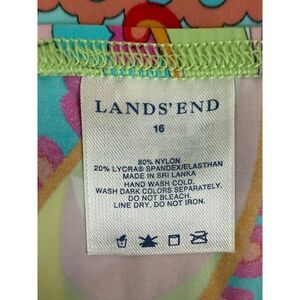 LANDS' END
16
80% NYLON
20% LYCRA® SPANDEX/ELASTHAN
MADE IN SRI LANKA
HAND WASH COLD.
WASH DARK COLORS SEPARATELY.
DO NOT BLEACH.
LINE DRY. DO NOT IRON.